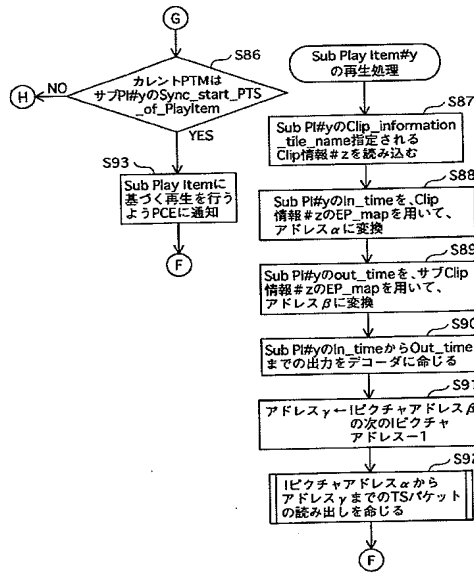 G
S86
カレントPTMは
サブPI#yのSync_start_PTS
_of_PlayItem
NO
H
YES
S93
Sub Play Itemに
基づく再生を行う
ようPCEに通知
F
Sub Play Item#y
の再生処理
S87
Sub PI#yのClip_information
_tile_name指定される
Clip情報#zを読み込む
S88
Sub PI#yのIn_timeを、Clip
情報#zのEP_mapを用いて、
アドレスαに変換
S89
Sub PI#yのout_timeを、サブClip
情報#zのEP_mapを用いて、
アドレスβに変換
S90
Sub PI#yのIn_timeからOut_time
までの出力をデコーダに命じる
S91
アドレスγ←Iピクチャアドレスβ
の次のIピクチャ
アドレスー1
S92
Iピクチャアドレスαから
アドレスγまでのTSパケット
の読み出しを命じる
F